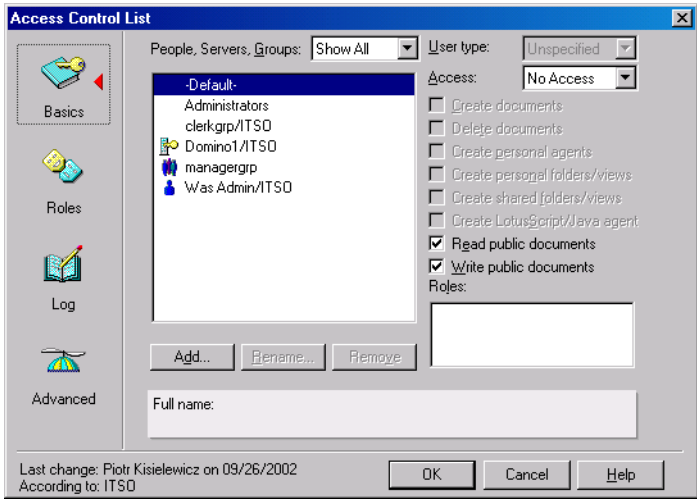 Access Control List
Basics
Roles
Log
Advanced
People, Servers, Groups: Show All
-Default-
Administrators
clerkgrp/ITSO
Domino1/ITSO
managergrp
Was Admin/ITSO
Add... Rename... Remove
Full name:
User type: Unspecified
Access: No Access
Create documents
Delete documents
Create personal agents
Create personal folders/views
Create shared folders/views
Create LotusScript/Java agent
Read public documents
Write public documents
Roles:
Last change: Piotr Kisielewicz on 09/26/2002
According to: ITSO
OK Cancel Help